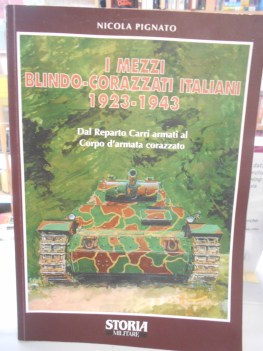 NICOLA PIGNATO
I MEZZI
BLINDO-CORAZZATI ITALIANI
1923-1943
Dal Reparto Carri armati al
Corpo d'armata corazzato
STORIA
MILITARE